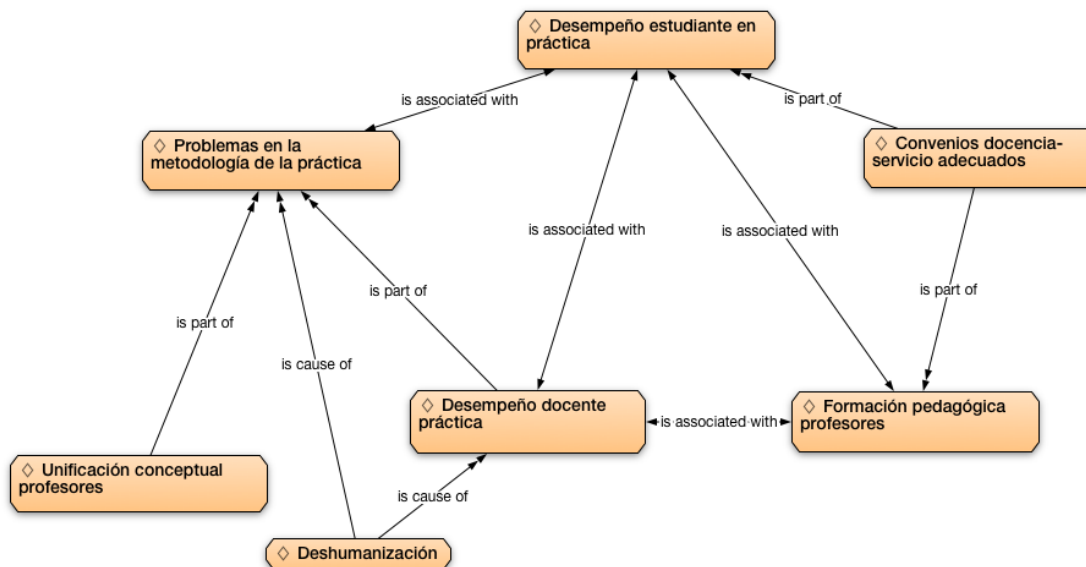 ◇ Desempeño estudiante en
práctica
is associated with
is part of
◇ Problemas en la
metodología de la práctica
◇ Convenios docencia-
servicio adecuados
is associated with
is associated with
is part of
is part of
is part of
is cause of
◇ Desempeño docente
práctica
is associated with
◇ Formación pedagógica
profesores
◇ Unificación conceptual
profesores
is cause of
◇ Deshumanización